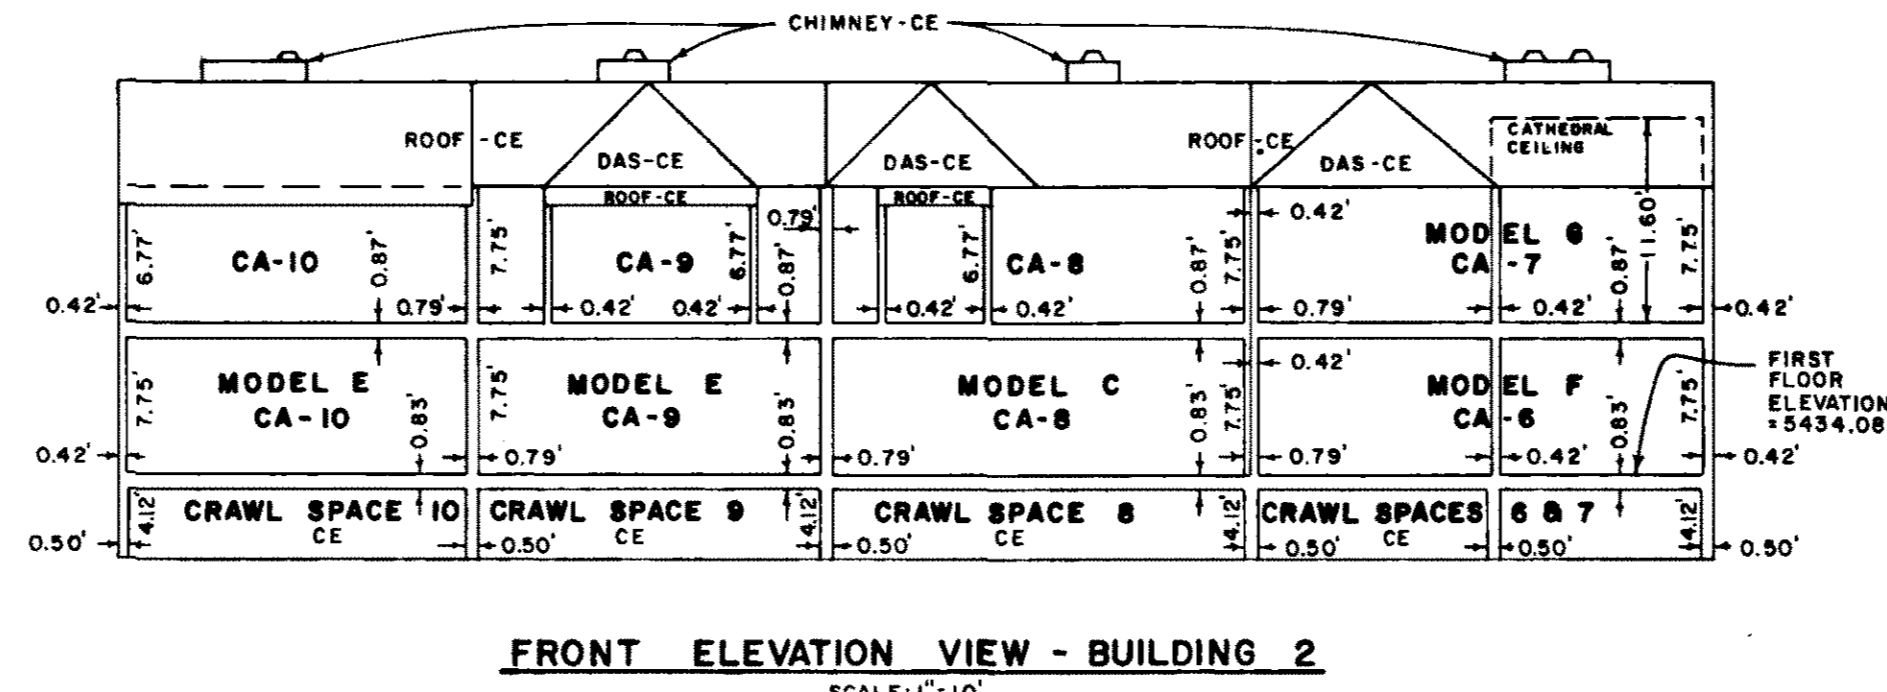 CHIMNEY-CE
ROOF-CE
DAS-CE
DAS-CE
ROOF-CE
DAS-CE
CATHEDRAL
CEILING
ROOF-CE
ROOF-CE
6.77'
CA-10
0.87'
7.75'
CA-9
6.77'
0.79'
0.87'
6.77'
CA-8
0.87'
7.75'
0.42'
MODEL G
CA-7
0.87'
11.60'
7.75'
0.42'
0.79'
0.42'
0.42'
0.42'
0.42'
0.79'
0.42'
0.42'
7.75'
MODEL E
CA-10
0.83'
7.75'
MODEL E
CA-9
0.83'
MODEL C
CA-8
0.83'
7.75'
0.42'
MODEL F
CA-6
0.83'
7.75'
FIRST
FLOOR
ELEVATION
=5434.08
0.42'
0.79'
0.79'
0.79'
0.42'
0.42'
4.12'
CRAWL SPACE 10
CE
CRAWL SPACE 9
CE
4.12'
CRAWL SPACE 8
CE
4.12'
CRAWL SPACES 6 & 7
CE
4.12'
0.50'
0.50'
0.50'
0.50'
0.50'
0.50'
FRONT ELEVATION VIEW - BUILDING 2
SCALE: 1"=10'